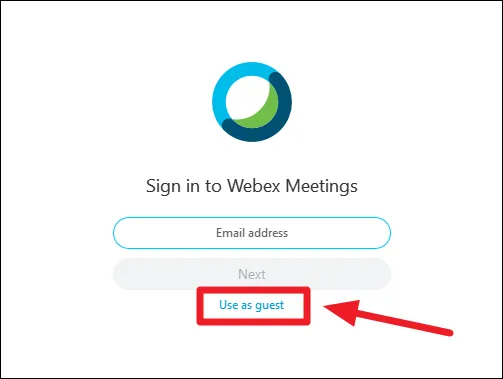 Sign in to Webex Meetings
Email address
Next
Use as guest